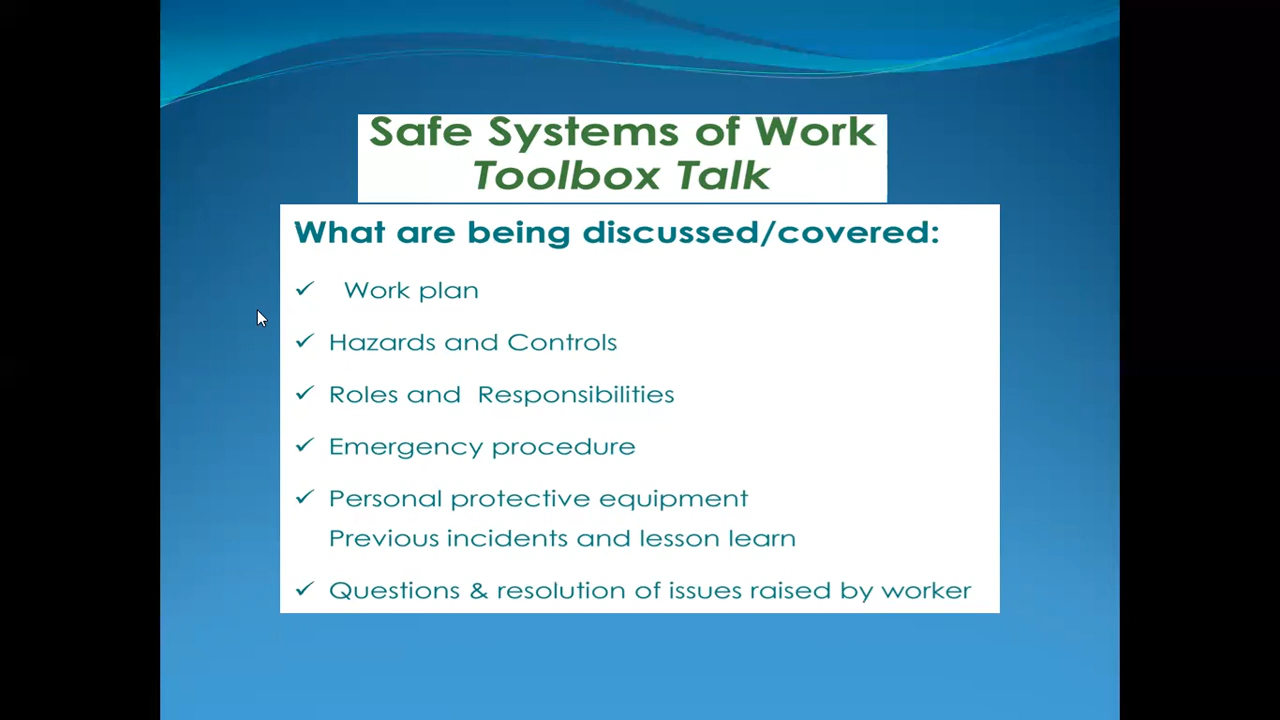 Safe Systems of Work
Toolbox Talk
What are being discussed/covered:
✓ Work plan
✓ Hazards and Controls
✓ Roles and Responsibilities
✓ Emergency procedure
✓ Personal protective equipment
Previous incidents and lesson learn
✓ Questions & resolution of issues raised by worker